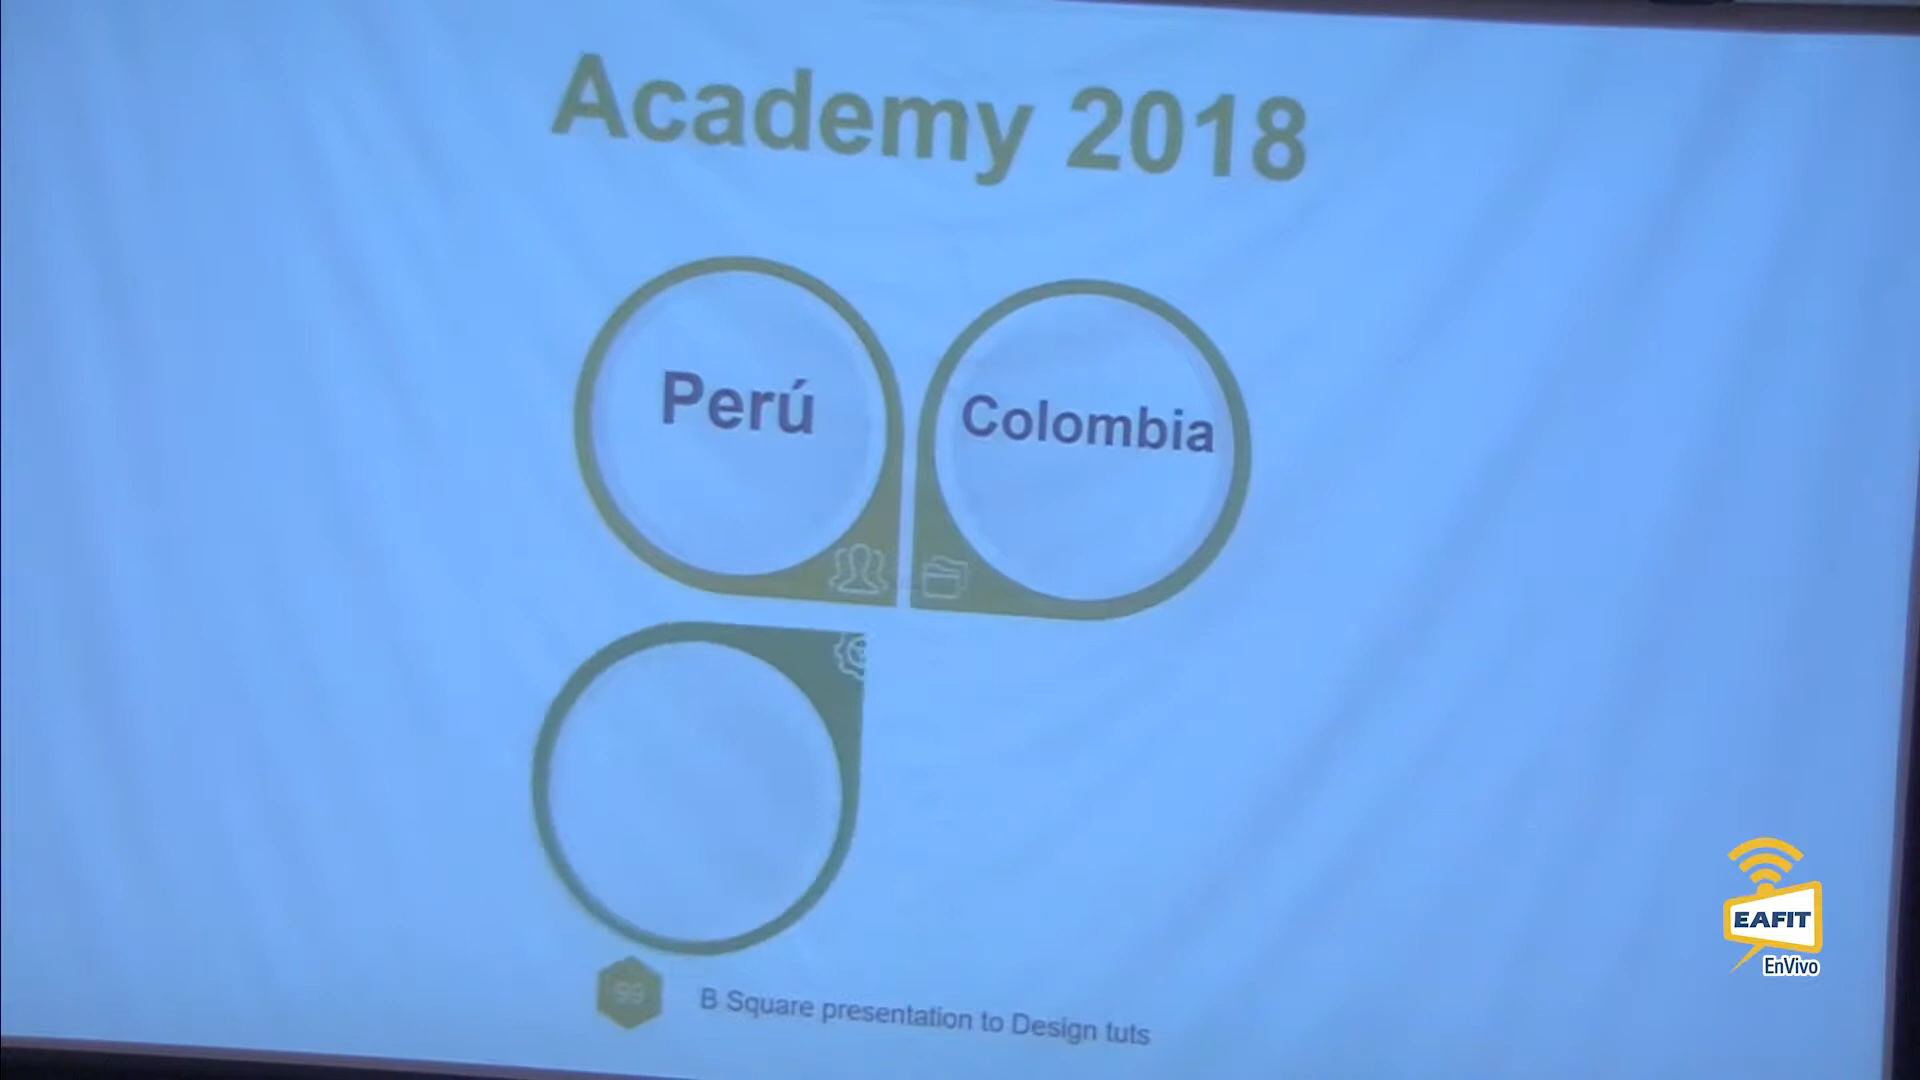 Academy 2018
Perú
Colombia
99
B Square presentation to Design tuts
EAFIT
EnVivo